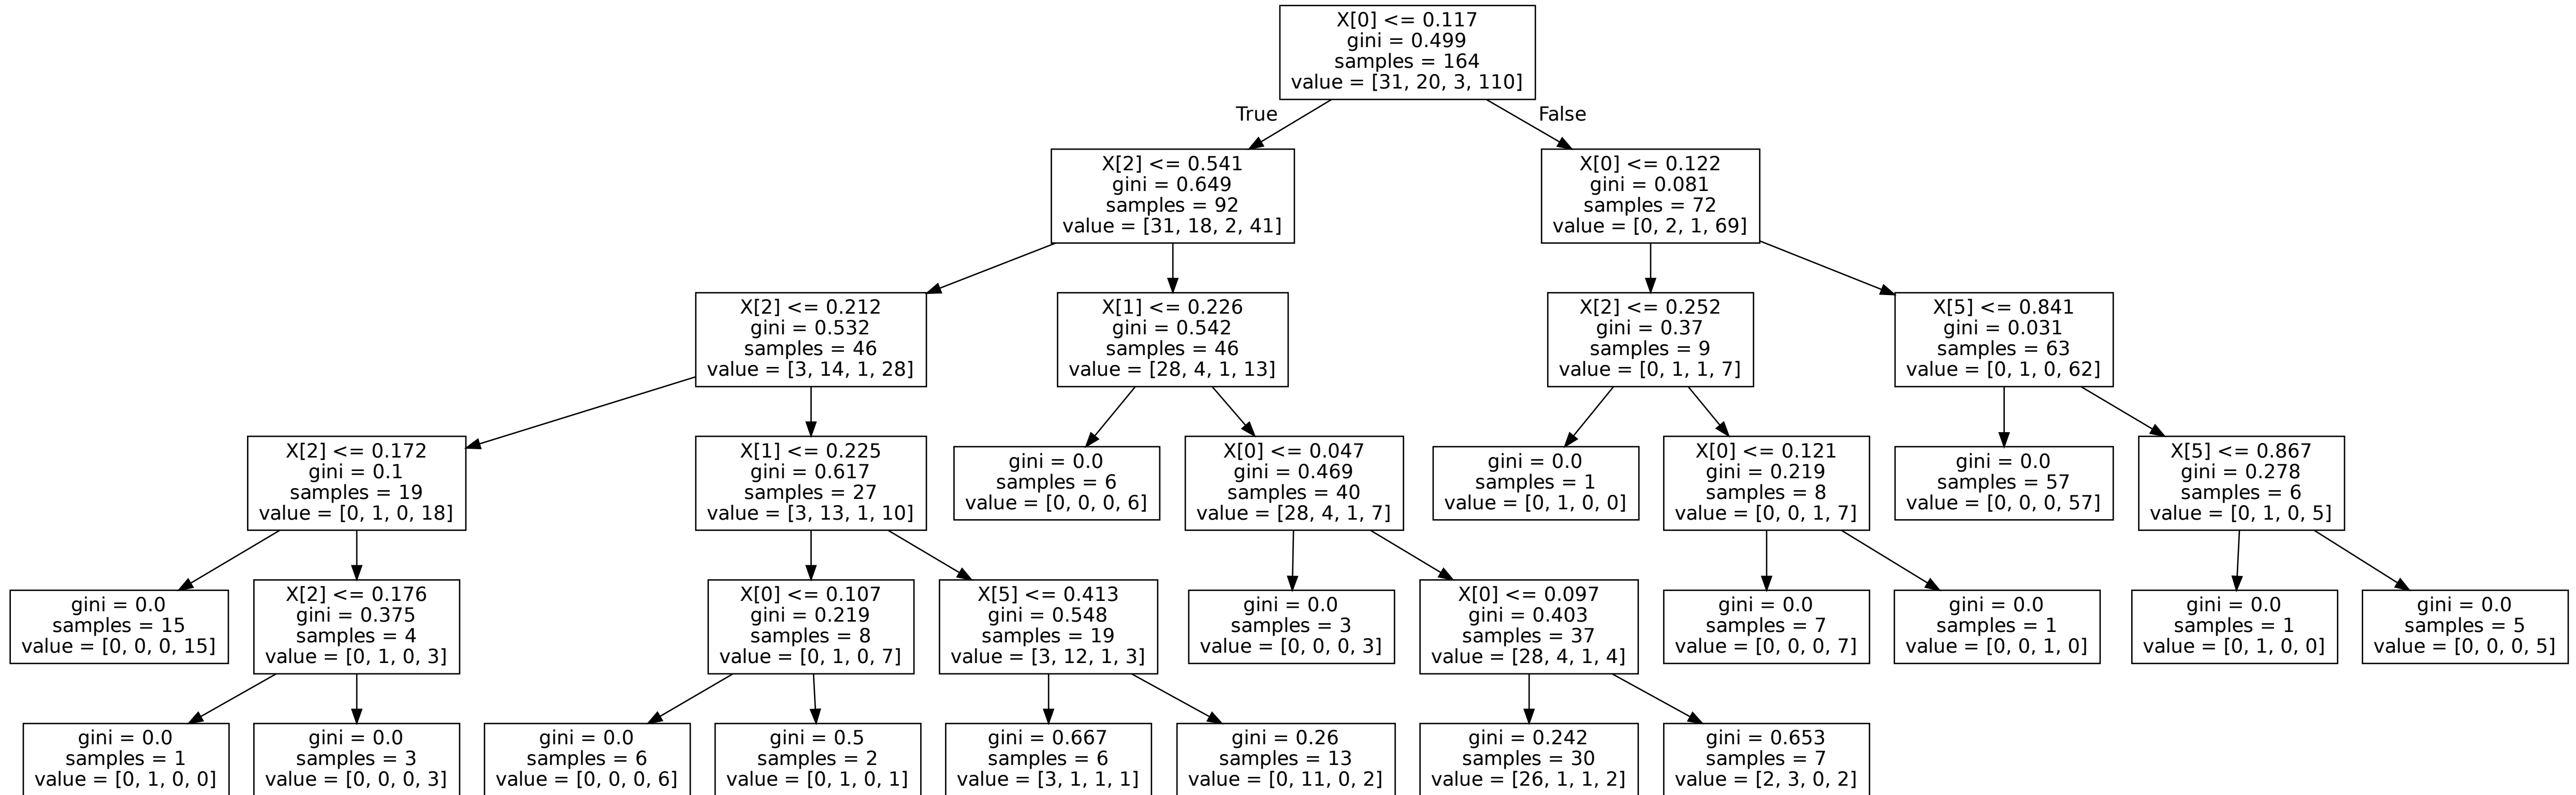 X[0] <= 0.117
gini = 0.499
samples = 164
value = [31, 20, 3, 110]
True
False
X[2] <= 0.541
gini = 0.649
samples = 92
value = [31, 18, 2, 41]
X[0] <= 0.122
gini = 0.081
samples = 72
value = [0, 2, 1, 69]
X[2] <= 0.212
gini = 0.532
samples = 46
value = [3, 14, 1, 28]
X[1] <= 0.226
gini = 0.542
samples = 46
value = [28, 4, 1, 13]
X[2] <= 0.252
gini = 0.37
samples = 9
value = [0, 1, 1, 7]
X[5] <= 0.841
gini = 0.031
samples = 63
value = [0, 1, 0, 62]
X[2] <= 0.172
gini = 0.1
samples = 19
value = [0, 1, 0, 18]
X[1] <= 0.225
gini = 0.617
samples = 27
value = [3, 13, 1, 10]
gini = 0.0
samples = 6
value = [0, 0, 0, 6]
X[0] <= 0.047
gini = 0.469
samples = 40
value = [28, 4, 1, 7]
gini = 0.0
samples = 1
value = [0, 1, 0, 0]
X[0] <= 0.121
gini = 0.219
samples = 8
value = [0, 0, 1, 7]
gini = 0.0
samples = 57
value = [0, 0, 0, 57]
X[5] <= 0.867
gini = 0.278
samples = 6
value = [0, 1, 0, 5]
gini = 0.0
samples = 15
value = [0, 0, 0, 15]
X[2] <= 0.176
gini = 0.375
samples = 4
value = [0, 1, 0, 3]
X[0] <= 0.107
gini = 0.219
samples = 8
value = [0, 1, 0, 7]
X[5] <= 0.413
gini = 0.548
samples = 19
value = [3, 12, 1, 3]
gini = 0.0
samples = 3
value = [0, 0, 0, 3]
X[0] <= 0.097
gini = 0.403
samples = 37
value = [28, 4, 1, 4]
gini = 0.0
samples = 7
value = [0, 0, 0, 7]
gini = 0.0
samples = 1
value = [0, 0, 1, 0]
gini = 0.0
samples = 1
value = [0, 1, 0, 0]
gini = 0.0
samples = 5
value = [0, 0, 0, 5]
gini = 0.0
samples = 1
value = [0, 1, 0, 0]
gini = 0.0
samples = 3
value = [0, 0, 0, 3]
gini = 0.0
samples = 6
value = [0, 0, 0, 6]
gini = 0.5
samples = 2
value = [0, 1, 0, 1]
gini = 0.667
samples = 6
value = [3, 1, 1, 1]
gini = 0.26
samples = 13
value = [0, 11, 0, 2]
gini = 0.242
samples = 30
value = [26, 1, 1, 2]
gini = 0.653
samples = 7
value = [2, 3, 0, 2]